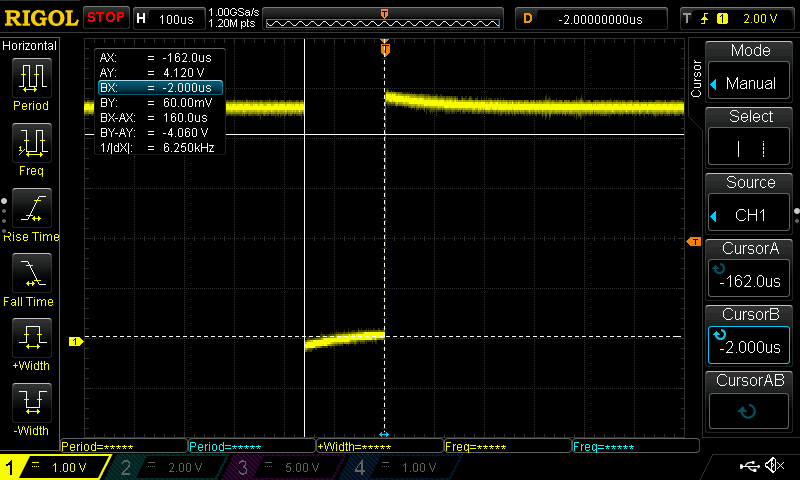 RIGOL STOP H 100us 1.00GSa/s 1.20M pts T D -2.00000000us T 1 2.00 V
Horizontal
Period
Freq
Rise Time
Fall Time
+Width
-Width
AX: = -162.0us
AY: = 4.120 V
BX: = -2.000us
BY: = 60.00mV
BX-AX: = 160.0us
BY-AY: = -4.060 V
1/|dX|: = 6.250kHz
T
T
1
Cursor
Mode
Manual
Select
Source
CH1
CursorA
-162.0us
CursorB
-2.000us
CursorAB
Period=***** Period=***** +Width=***** Freq=***** Freq=*****
1 = 1.00 V 2 = 2.00 V 3 = 5.00 V 4 = 1.00 V